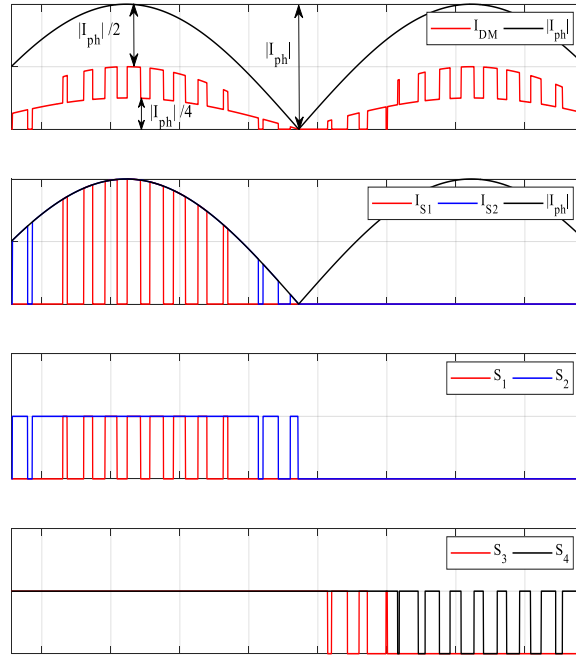 |I_ph| /2
|I_ph|
|I_ph| /4
I_DM |I_ph|
I_S1 I_S2 |I_ph|
S_1 S_2
S_3 S_4